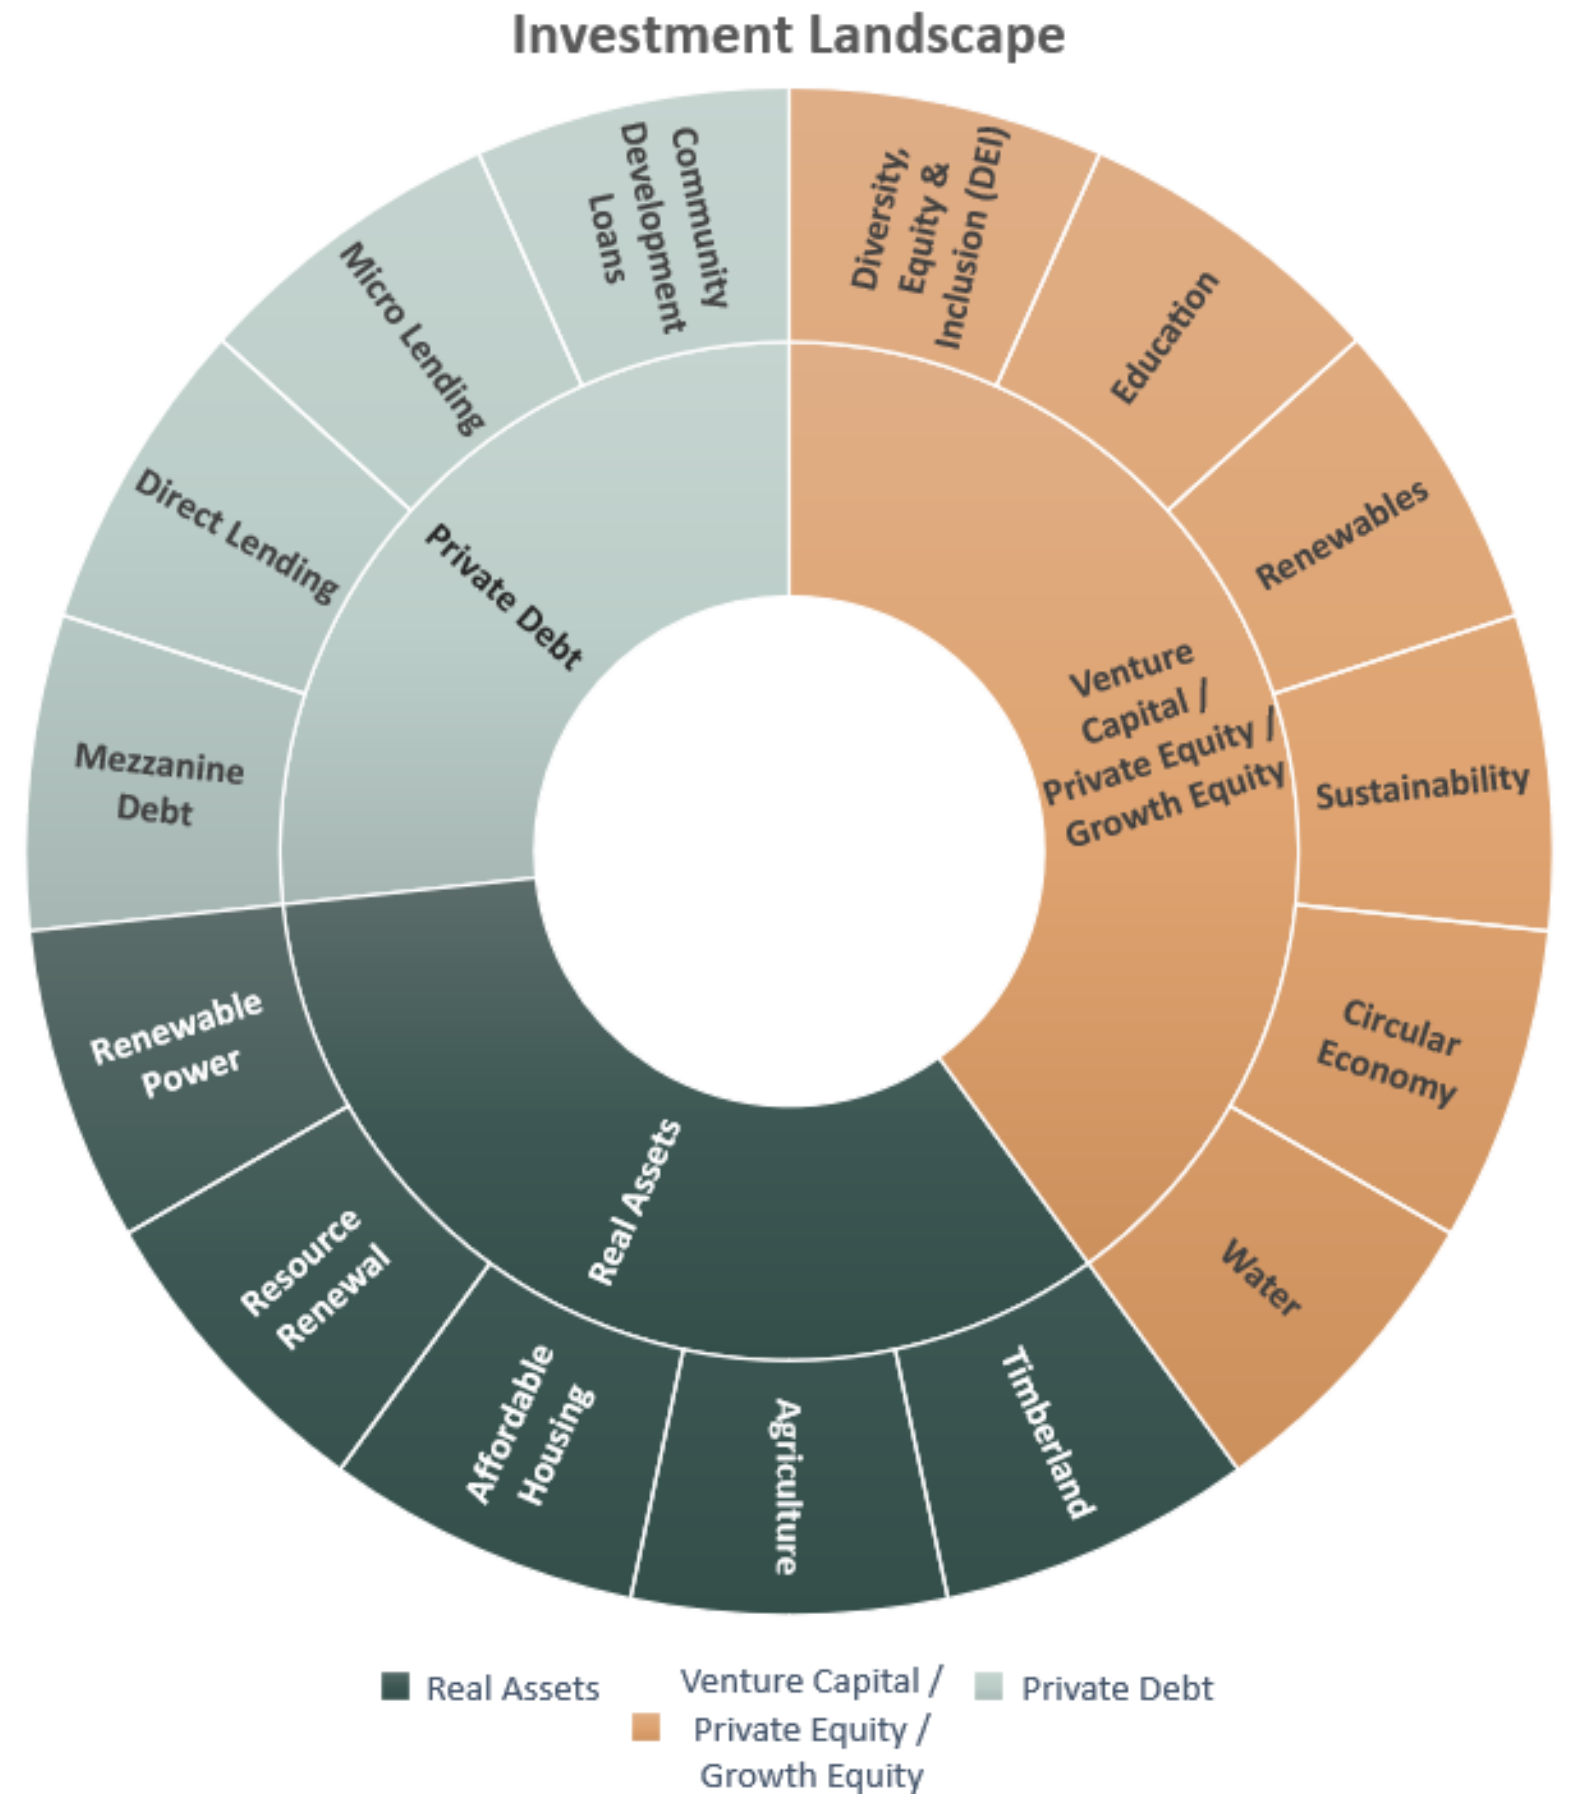 Investment Landscape
Diversity,
Equity &
Inclusion (DEI)
Education
Renewables
Sustainability
Circular
Economy
Water
Timberland
Agriculture
Affordable
Housing
Resource
Renewal
Renewable
Power
Mezzanine
Debt
Direct Lending
Micro Lending
Community
Development
Loans
Venture
Capital /
Private Equity /
Growth Equity
Real Assets
Private Debt
Real Assets
Venture Capital /
Private Equity /
Growth Equity
Private Debt